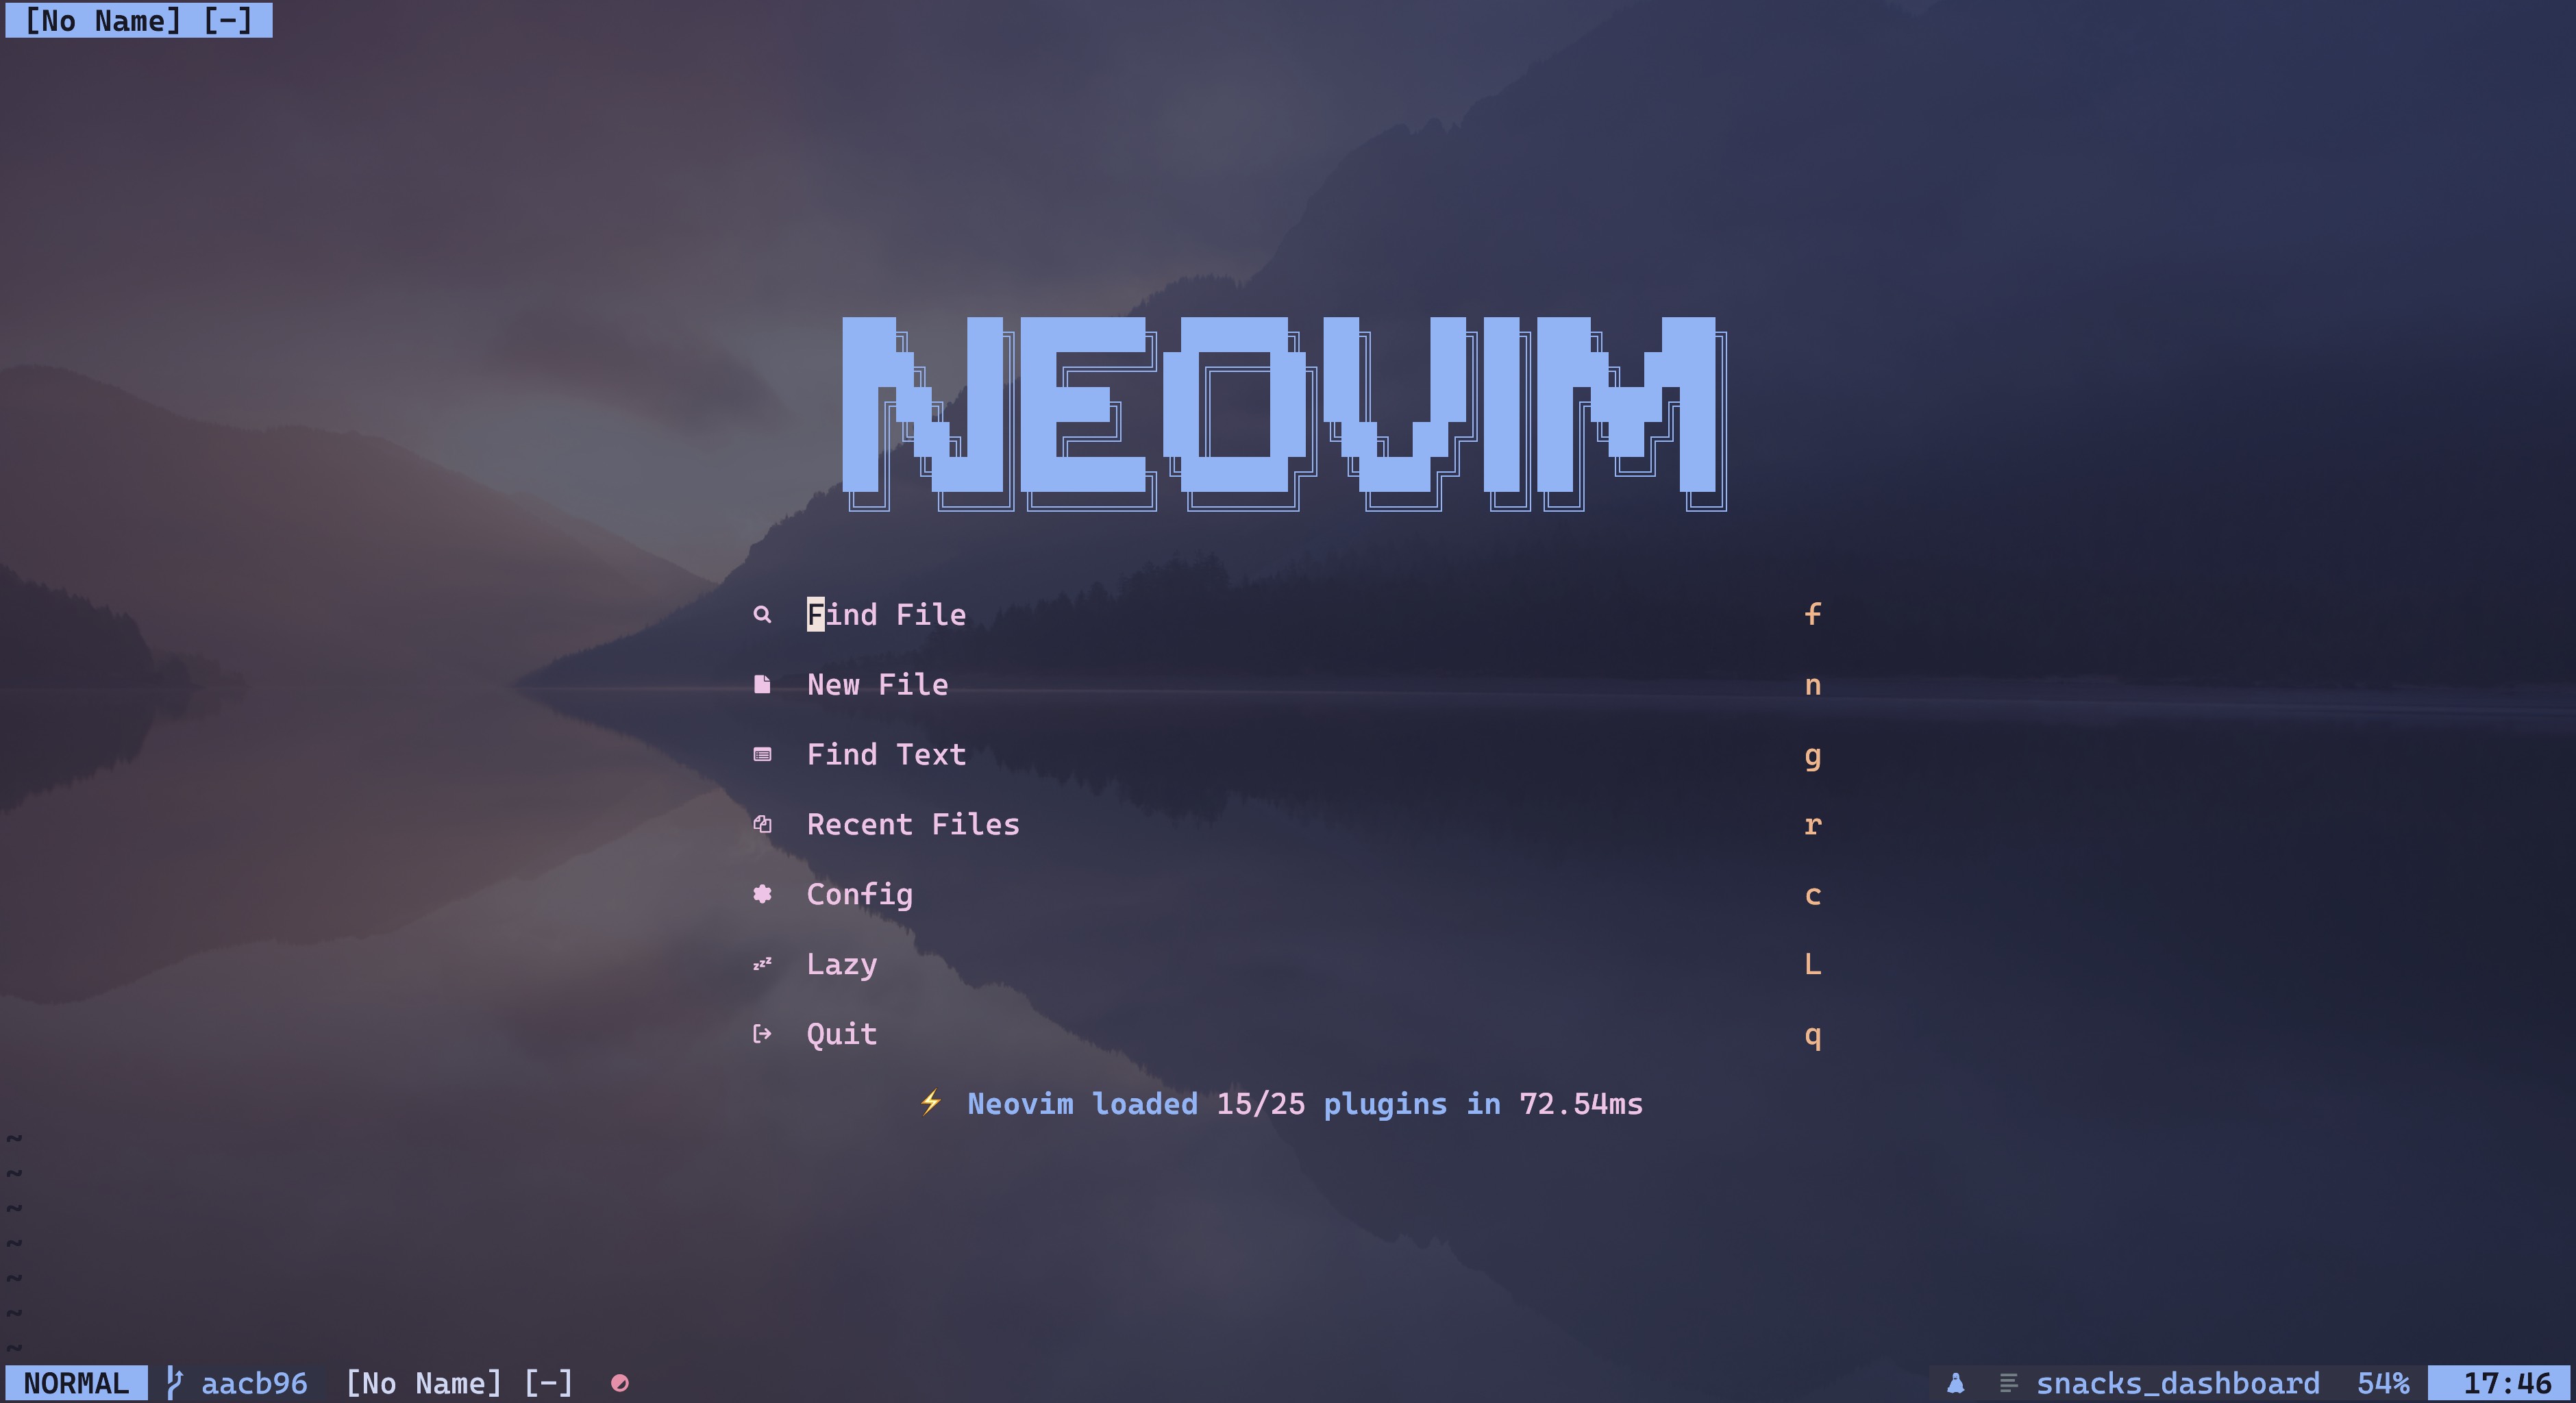 [No Name] [-]
NEOVIM
Find File f
New File n
Find Text g
Recent Files r
Config c
Lazy L
Quit q
⚡ Neovim loaded 15/25 plugins in 72.54ms
~
~
~
~
~
~
~
NORMAL aacb96 [No Name] [-] snacks_dashboard 54% 17:46